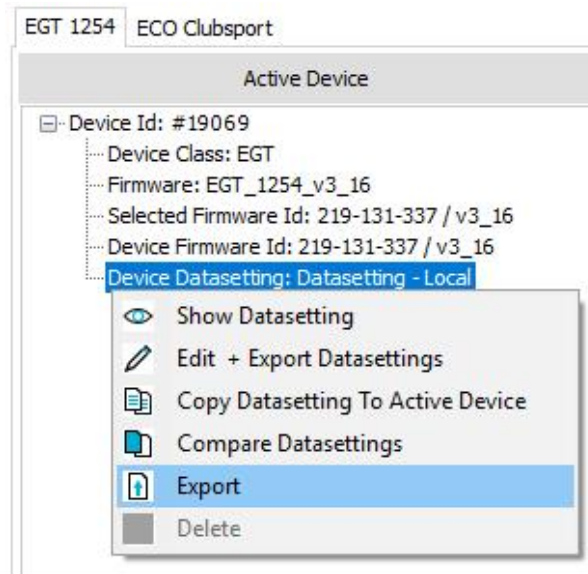 EGT 1254 ECO Clubsport
Active Device
Device Id: #19069
Device Class: EGT
Firmware: EGT_1254_v3_16
Selected Firmware Id: 219-131-337 / v3_16
Device Firmware Id: 219-131-337 / v3_16
Device Datasetting: Datasetting - Local
Show Datasetting
Edit + Export Datasettings
Copy Datasetting To Active Device
Compare Datasettings
Export
Delete